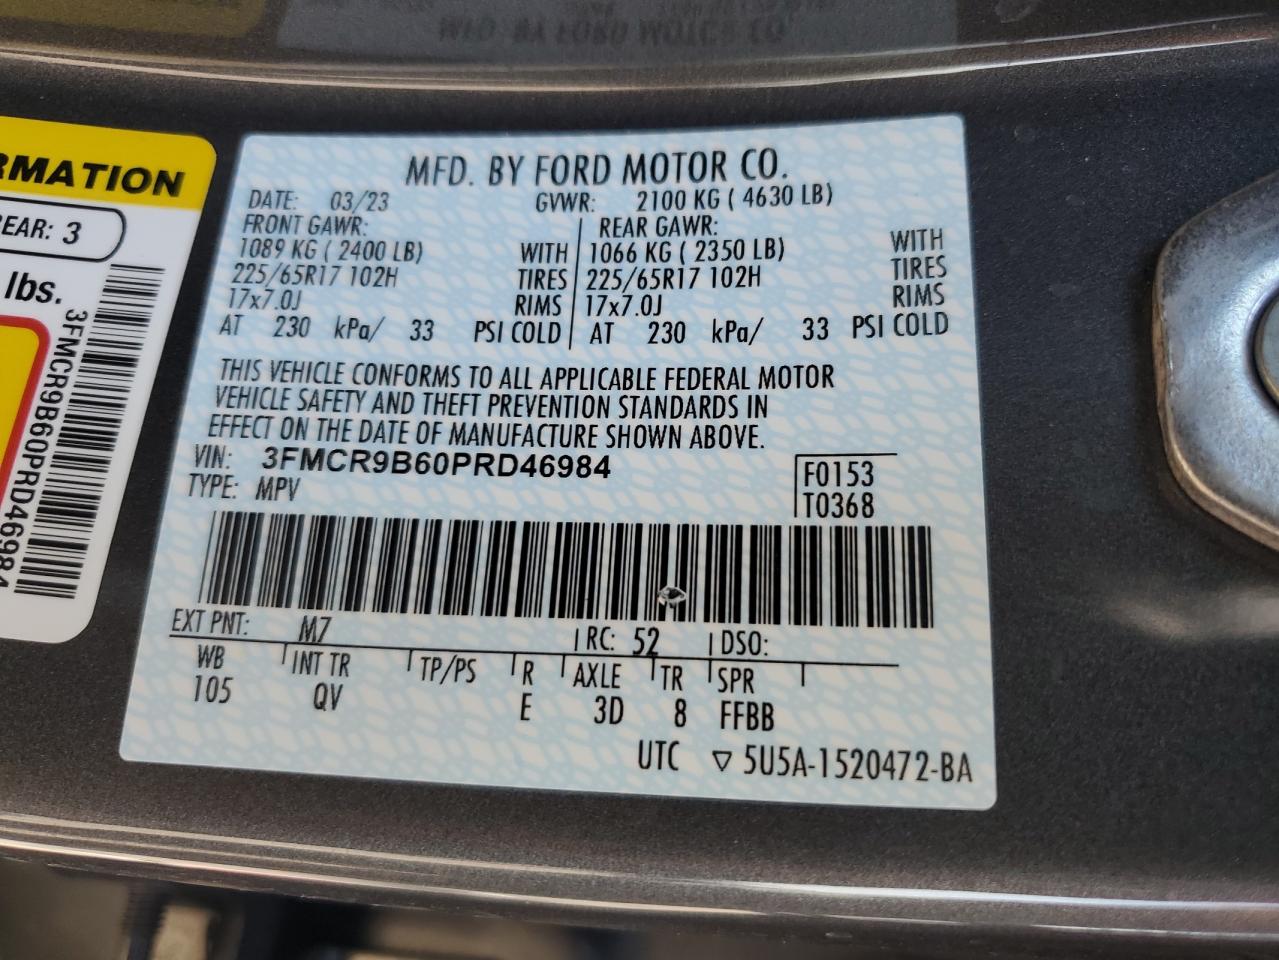 MFD. BY FORD MOTOR CO.
DATE: 03/23 GVWR: 2100 KG ( 4630 LB)
FRONT GAWR: REAR GAWR:
1089 KG ( 2400 LB) WITH 1066 KG ( 2350 LB) WITH
225/65R17 102H TIRES 225/65R17 102H TIRES
17x7.0J RIMS 17x7.0J RIMS
AT 230 kPa/ 33 PSI COLD AT 230 kPa/ 33 PSI COLD
THIS VEHICLE CONFORMS TO ALL APPLICABLE FEDERAL MOTOR
VEHICLE SAFETY AND THEFT PREVENTION STANDARDS IN
EFFECT ON THE DATE OF MANUFACTURE SHOWN ABOVE.
VIN: 3FMCR9B60PRD46984
TYPE: MPV
F0153
T0368
EXT PNT: M7 RC: 52 DSO:
WB INT TR TP/PS R AXLE TR SPR
105 QV E 3D 8 FFBB
UTC ▽ 5U5A-1520472-BA
REAR: 3
lbs.
3FMCR9B60PRD46984